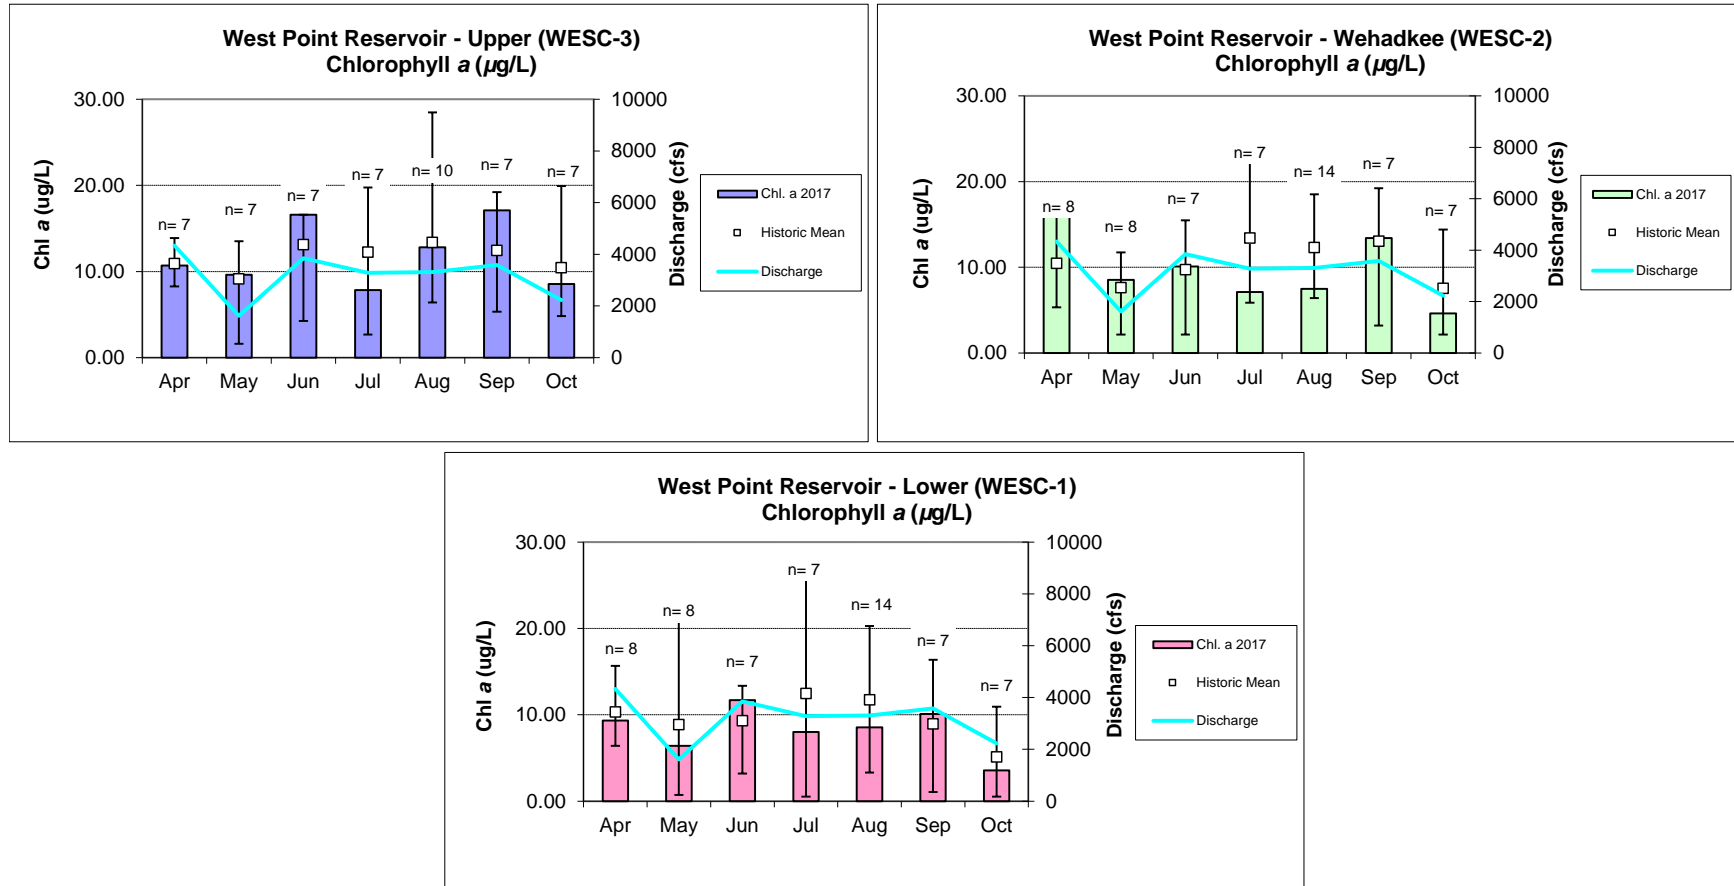 West Point Reservoir - Upper (WESC-3)
Chlorophyll a (µg/L)
30.00
20.00
10.00
0.00
Chl a (ug/L)
n= 7
n= 7
n= 7
n= 7
n= 10
n= 7
n= 7
10000
8000
6000
4000
2000
0
Discharge (cfs)
Apr May Jun Jul Aug Sep Oct
Chl. a 2017
Historic Mean
Discharge
West Point Reservoir - Wehadkee (WESC-2)
Chlorophyll a (µg/L)
30.00
20.00
10.00
0.00
Chl a (ug/L)
n= 8
n= 8
n= 7
n= 7
n= 14
n= 7
n= 7
10000
8000
6000
4000
2000
0
Discharge (cfs)
Apr May Jun Jul Aug Sep Oct
Chl. a 2017
Historic Mean
Discharge
West Point Reservoir - Lower (WESC-1)
Chlorophyll a (µg/L)
30.00
20.00
10.00
0.00
Chl a (ug/L)
n= 8
n= 8
n= 7
n= 7
n= 14
n= 7
n= 7
10000
8000
6000
4000
2000
0
Discharge (cfs)
Apr May Jun Jul Aug Sep Oct
Chl. a 2017
Historic Mean
Discharge